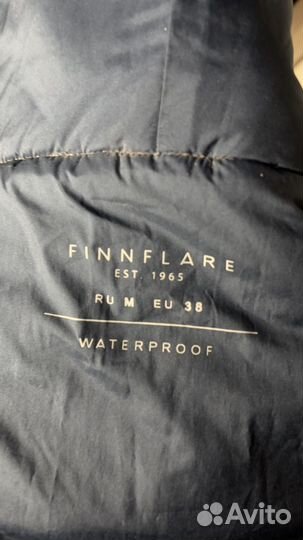 FINNFLARE
EST. 1965
RU M EU 38
WATERPROOF
Avito